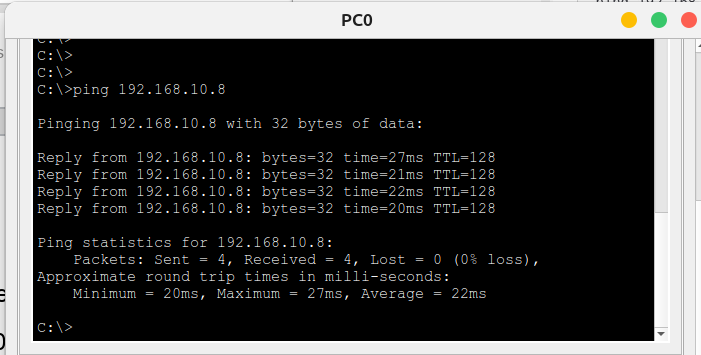 PC0
C:\>
C:\>
C:\>
C:\>ping 192.168.10.8
Pinging 192.168.10.8 with 32 bytes of data:
Reply from 192.168.10.8: bytes=32 time=27ms TTL=128
Reply from 192.168.10.8: bytes=32 time=21ms TTL=128
Reply from 192.168.10.8: bytes=32 time=22ms TTL=128
Reply from 192.168.10.8: bytes=32 time=20ms TTL=128
Ping statistics for 192.168.10.8:
    Packets: Sent = 4, Received = 4, Lost = 0 (0% loss),
Approximate round trip times in milli-seconds:
    Minimum = 20ms, Maximum = 27ms, Average = 22ms
C:\>